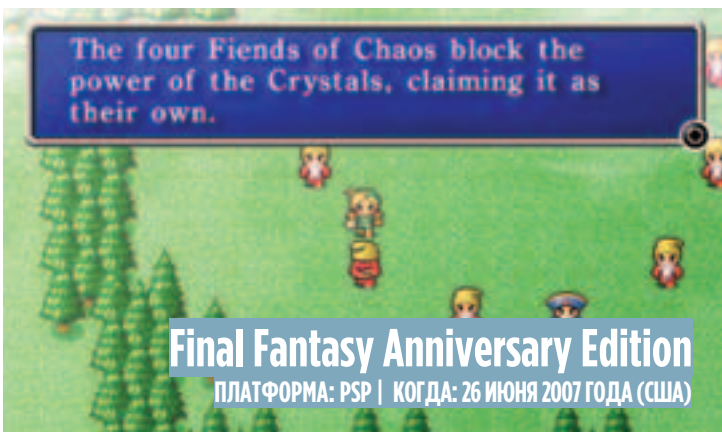 The four Fiends of Chaos block the
power of the Crystals, claiming it as
their own.
Final Fantasy Anniversary Edition
ПЛАТФОРМА: PSP | КОГДА: 26 ИЮНЯ 2007 ГОДА (США)